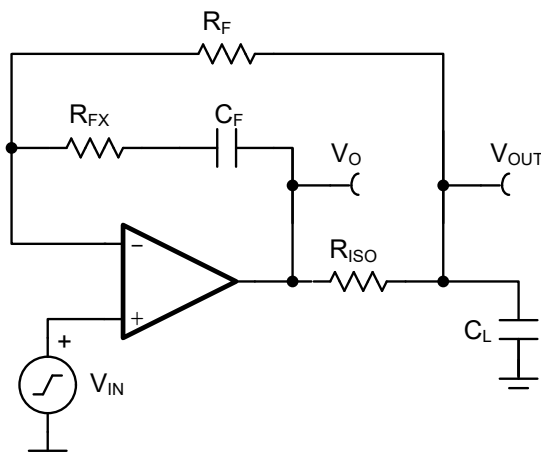 R_F
R_FX
C_F
V_O
V_OUT
R_ISO
−
+
+
C_L
V_IN